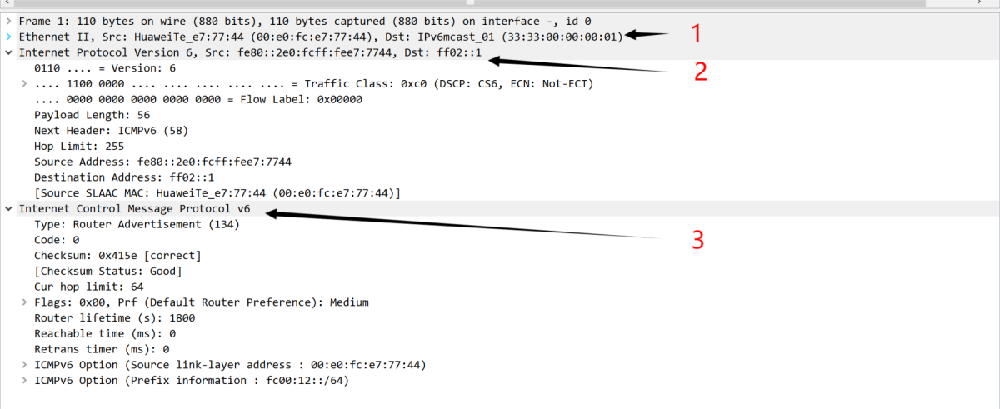 Frame 1: 110 bytes on wire (880 bits), 110 bytes captured (880 bits) on interface -, id 0
Ethernet II, Src: HuaweiTe_e7:77:44 (00:e0:fc:e7:77:44), Dst: IPv6mcast_01 (33:33:00:00:00:01) 1
Internet Protocol Version 6, Src: fe80::2e0:fcff:fee7:7744, Dst: ff02::1
0110 .... = Version: 6 2
.... 1100 0000 .... .... .... .... .... = Traffic Class: 0xc0 (DSCP: CS6, ECN: Not-ECT)
.... 0000 0000 0000 0000 0000 = Flow Label: 0x00000
Payload Length: 56
Next Header: ICMPv6 (58)
Hop Limit: 255
Source Address: fe80::2e0:fcff:fee7:7744
Destination Address: ff02::1
[Source SLAAC MAC: HuaweiTe_e7:77:44 (00:e0:fc:e7:77:44)]
Internet Control Message Protocol v6
Type: Router Advertisement (134)
Code: 0 3
Checksum: 0x415e [correct]
[Checksum Status: Good]
Cur hop limit: 64
Flags: 0x00, Prf (Default Router Preference): Medium
Router lifetime (s): 1800
Reachable time (ms): 0
Retrans timer (ms): 0
ICMPv6 Option (Source link-layer address : 00:e0:fc:e7:77:44)
ICMPv6 Option (Prefix information : fc00:12::/64)